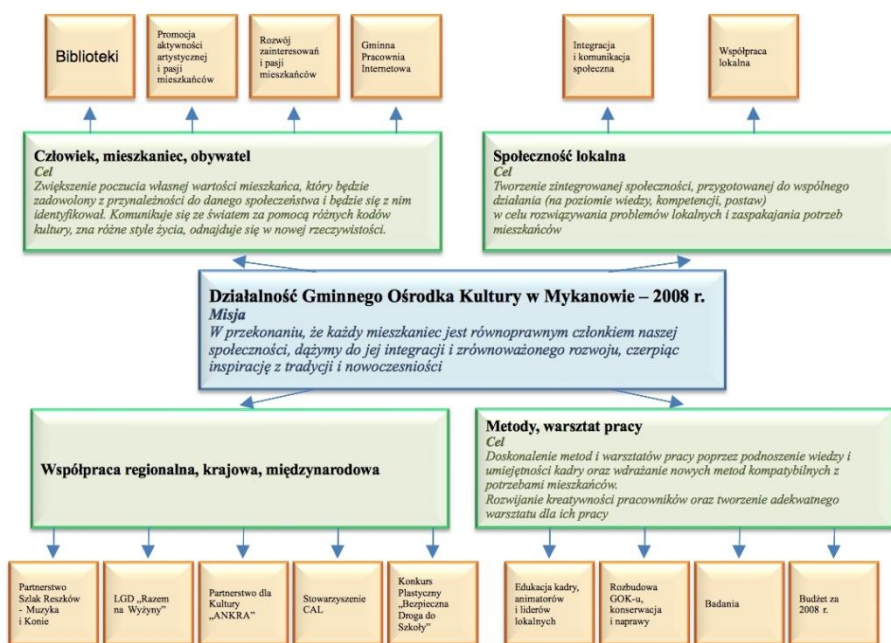 Biblioteki
Promocja
aktywności
artystycznej
i pasji
mieszkańców
Rozwój
zainteresowań
i pasji
mieszkańców
Gminna
Pracownia
Internetowa
Integracja
i komunikacja
społeczna
Współpraca
lokalna
Człowiek, mieszkaniec, obywatel
Cel
Zwiększenie poczucia własnej wartości mieszkańca, który będzie
zadowolony z przynależności do danego społeczeństwa i będzie się z nim
identyfikował. Komunikuje się ze światem za pomocą różnych kodów
kultury, zna różne style życia, odnajduje się w nowej rzeczywistości.
Społeczność lokalna
Cel
Tworzenie zintegrowanej społeczności, przygotowanej do wspólnego
działania (na poziomie wiedzy, kompetencji, postaw)
w celu rozwiązywania problemów lokalnych i zaspakajania potrzeb
mieszkańców
Działalność Gminnego Ośrodka Kultury w Mykanowie – 2008 r.
Misja
W przekonaniu, że każdy mieszkaniec jest równoprawnym członkiem naszej
społeczności, dążymy do jej integracji i zrównoważonego rozwoju, czerpiąc
inspirację z tradycji i nowoczesniości
Współpraca regionalna, krajowa, międzynarodowa
Metody, warsztat pracy
Cel
Doskonalenie metod i warsztatów pracy poprzez podnoszenie wiedzy i
umiejętności kadry oraz wdrażanie nowych metod kompatybilnych z
potrzebami mieszkańców.
Rozwijanie kreatywności pracowników oraz tworzenie adekwatnego
warsztatu dla ich pracy
Partnerstwo
Szlak Reszków
- Muzyka
i Konie
LGD „Razem
na Wyżyny”
Partnerstwo dla
Kultury
„ANKRA”
Stowarzyszenie
CAL
Konkurs
Plastyczny
„Bezpieczna
Droga do
Szkoły”
Edukacja kadry,
animatorów
i liderów
lokalnych
Rozbudowa
GOK-u,
konserwacja
i naprawy
Badania
Budżet za
2008 r.